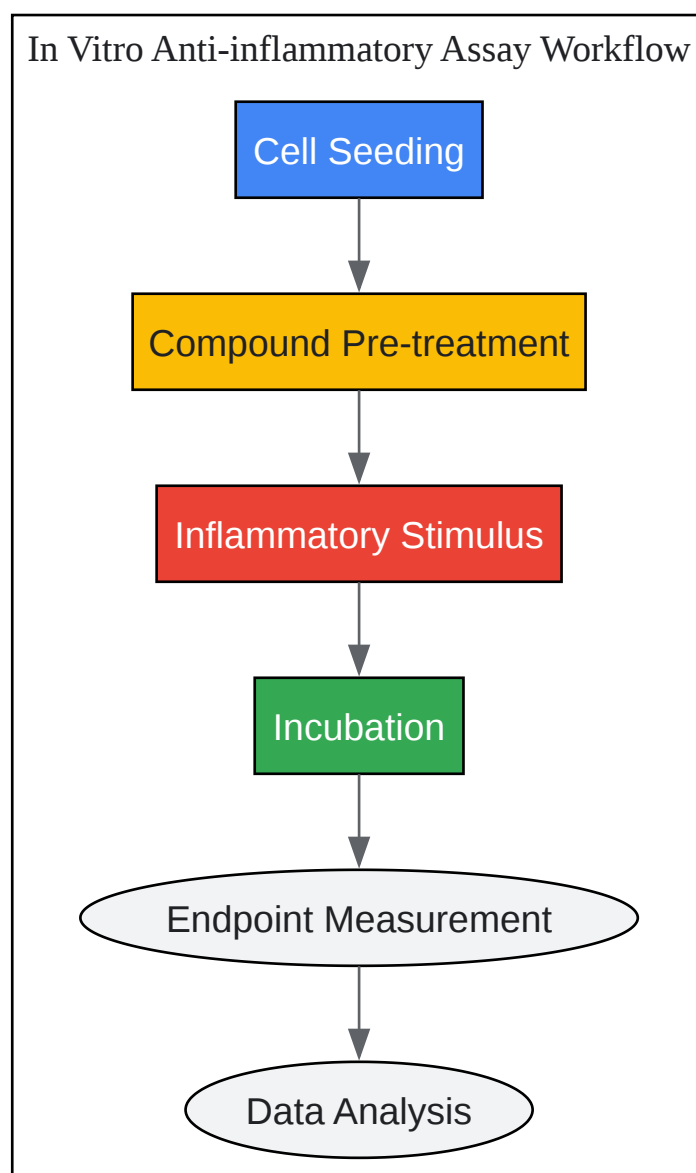 In Vitro Anti-inflammatory Assay Workflow
Cell Seeding
Compound Pre-treatment
Inflammatory Stimulus
Incubation
Endpoint Measurement
Data Analysis